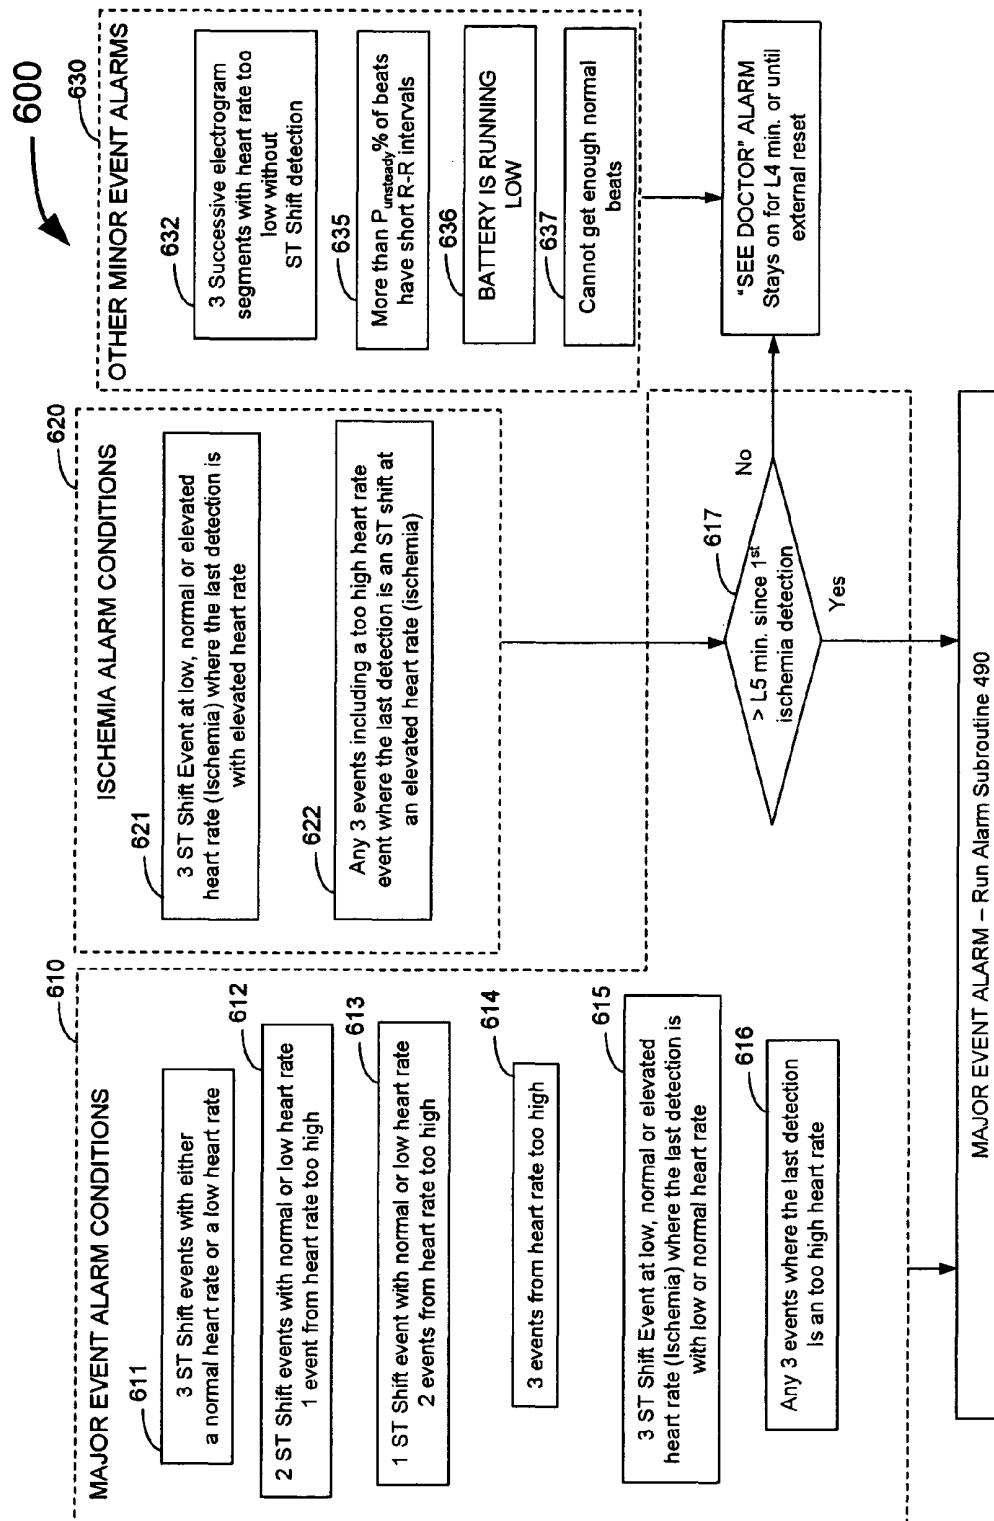 600
610
MAJOR EVENT ALARM CONDITIONS
611
3 ST Shift events with either
a normal heart rate or a low heart rate
612
2 ST Shift events with normal or low heart rate
1 event from heart rate too high
613
1 ST Shift event with normal or low heart rate
2 events from heart rate too high
614
3 events from heart rate too high
615
3 ST Shift Event at low, normal or elevated
heart rate (Ischemia) where the last detection is
with low or normal heart rate
616
Any 3 events where the last detection
Is an too high heart rate
620
ISCHEMIA ALARM CONDITIONS
621
3 ST Shift Event at low, normal or elevated
heart rate (Ischemia) where the last detection is
with elevated heart rate
622
Any 3 events including a too high heart rate
event where the last detection is an ST shift at
an elevated heart rate (ischemia)
617
> L5 min. since 1st
ischemia detection
No
Yes
630
OTHER MINOR EVENT ALARMS
632
3 Successive electrogram
segments with heart rate too
low without
ST Shift detection
635
More than Punsteady% of beats
have short R-R intervals
636
BATTERY IS RUNNING
LOW
637
Cannot get enough normal
beats
"SEE DOCTOR" ALARM
Stays on for L4 min. or until
external reset
MAJOR EVENT ALARM – Run Alarm Subroutine 490